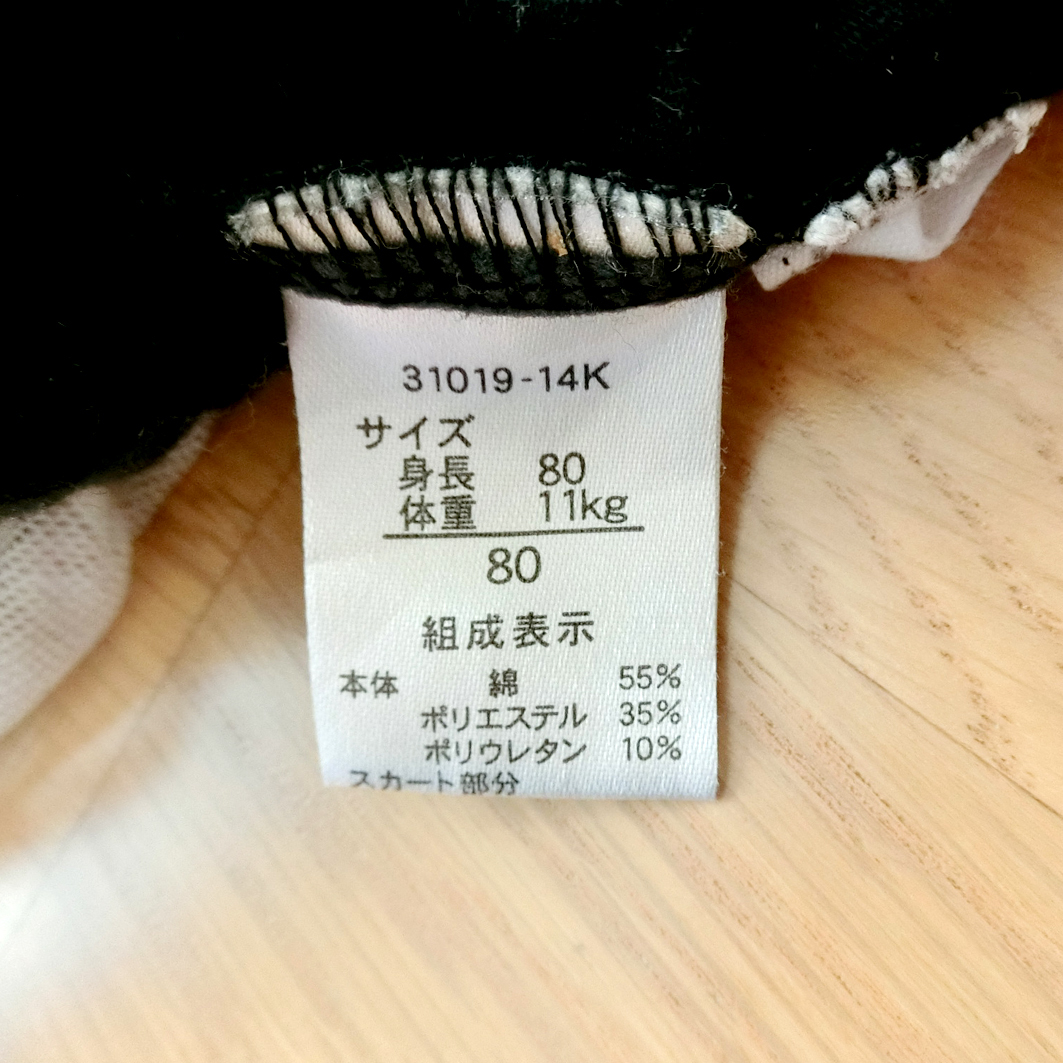 31019-14K
サイズ
身長 80
体重 11kg
80
組成表示
本体 綿 55%
ポリエステル 35%
ポリウレタン 10%
スカート部分